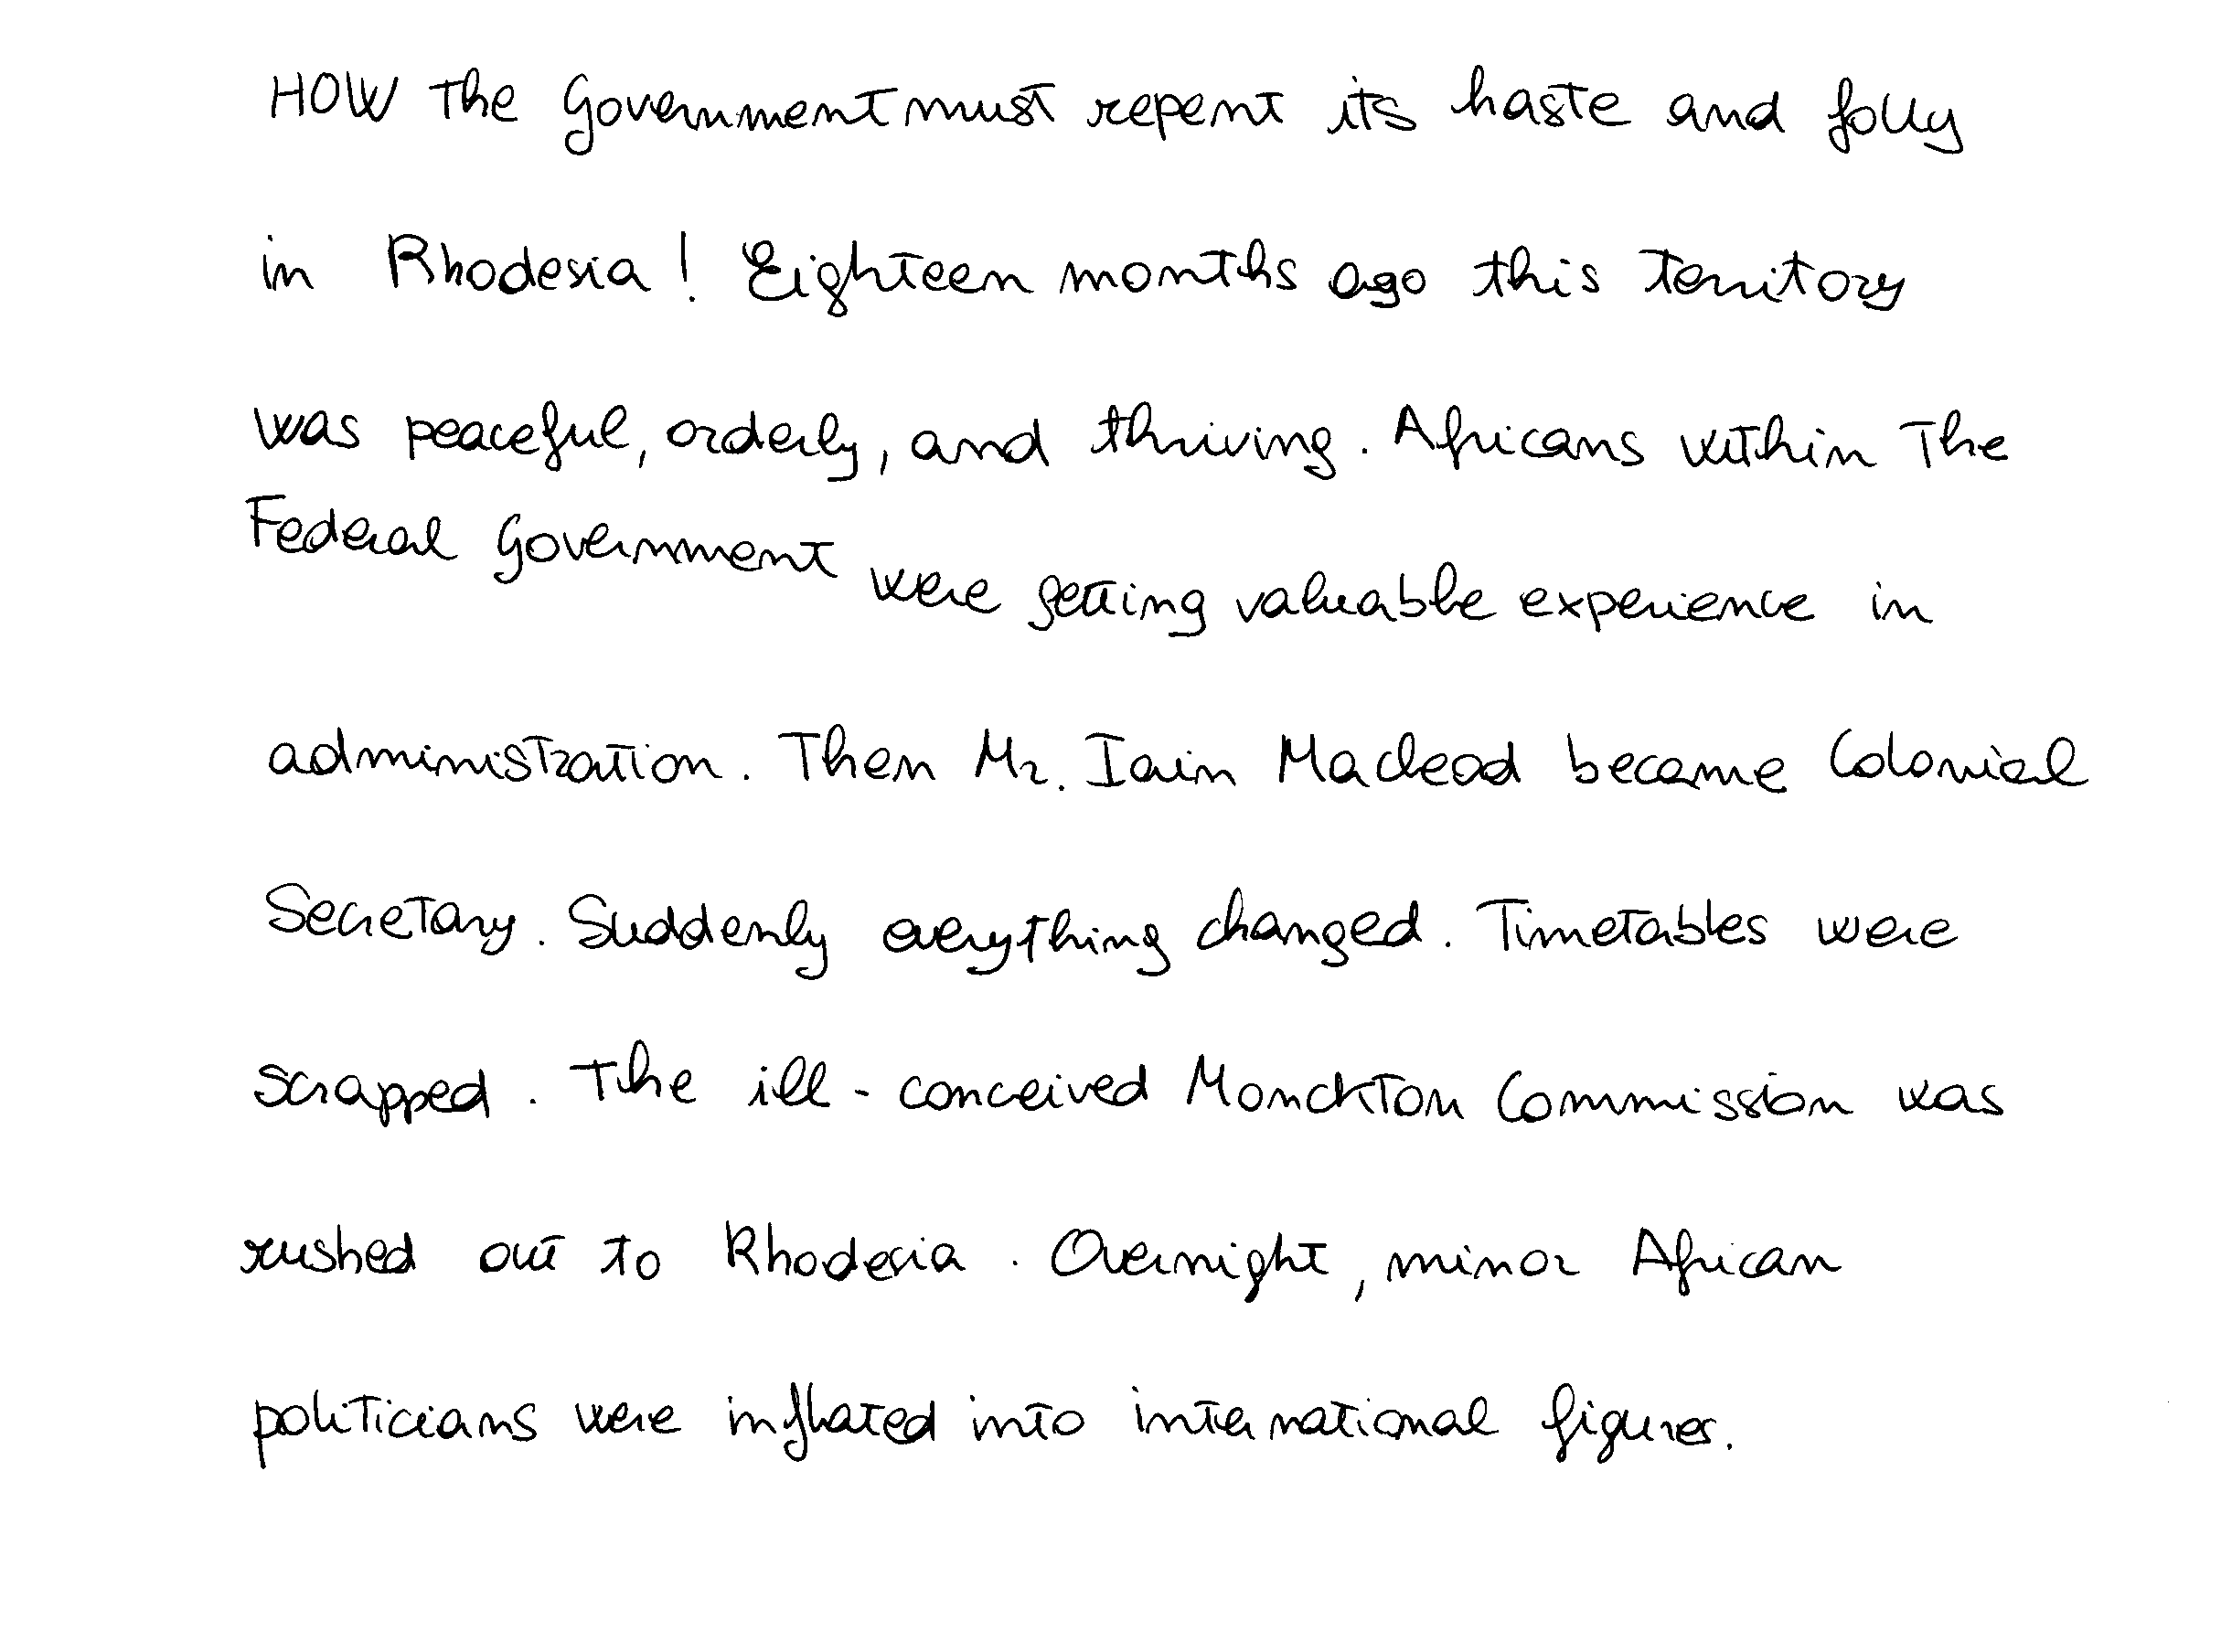 HOW the Government must repent its haste and folly
in Rhodesia! Eighteen months ago this territory
was peaceful, orderly, and thriving. Africans within the
Federal Government were getting valuable experience in
administration. Then Mr. Iain Macleod became Colonial
Secretary. Suddenly everything changed. Timetables were
scrapped. The ill-conceived Monckton Commission was
rushed out to Rhodesia. Overnight, minor African
politicians were inflated into international figures.